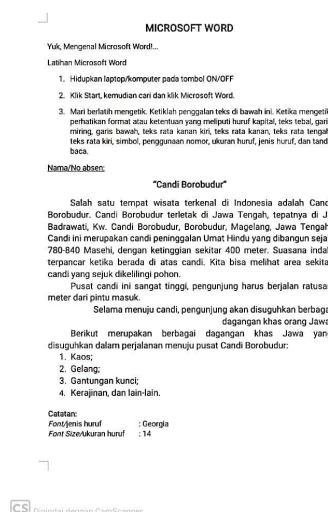 MICROSOFT WORD
Yuk, Mengenal Microsoft Word!...
Latihan Microsoft Word
1. Hidupkan laptop/komputer pada tombol ON/OFF
2. Klik Start, kemudian cari dan klik Microsoft Word.
3. Mari berlatih mengetik. Ketiklah penggalan teks di bawah ini. Ketika mengetik
perhatikan format atau ketentuan yang meliputi huruf kapital, teks tebal, gari
miring, garis bawah, teks rata kanan kiri, teks rata kanan, teks rata tengah
teks rata kiri, simbol, penggunaan nomor, ukuran huruf, jenis huruf, dan tand
baca.
Nama/No absen:
"Candi Borobudur"
Salah satu tempat wisata terkenal di Indonesia adalah Cand
Borobudur. Candi Borobudur terletak di Jawa Tengah, tepatnya di J
Badrawati, Kw. Candi Borobudur, Borobudur, Magelang, Jawa Tengah
Candi ini merupakan candi peninggalan Umat Hindu yang dibangun seja
780-840 Masehi, dengan ketinggian sekitar 400 meter. Suasana inda
terpancar ketika berada di atas candi. Kita bisa melihat area sekita
candi yang sejuk dikelilingi pohon.
Pusat candi ini sangat tinggi, pengunjung harus berjalan ratusa
meter dari pintu masuk.
Selama menuju candi, pengunjung akan disuguhkan berbaga
dagangan khas orang Jawa
Berikut merupakan berbagai dagangan khas Jawa yan
disuguhkan dalam perjalanan menuju pusat Candi Borobudur:
1. Kaos;
2. Gelang;
3. Gantungan kunci;
4. Kerajinan, dan lain-lain.
Catatan:
Font/jenis huruf : Georgia
Font Size/ukuran huruf : 14
CS Dipindai dengan CamScanner